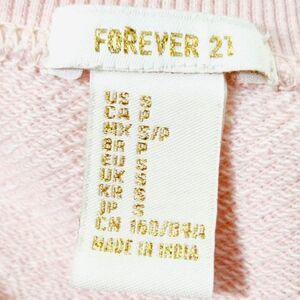 FOREVER 21
US S
CA P
MX S/P
BR P
EU S
UK S
KR S
JP S
CN 160/84A
MADE IN INDIA